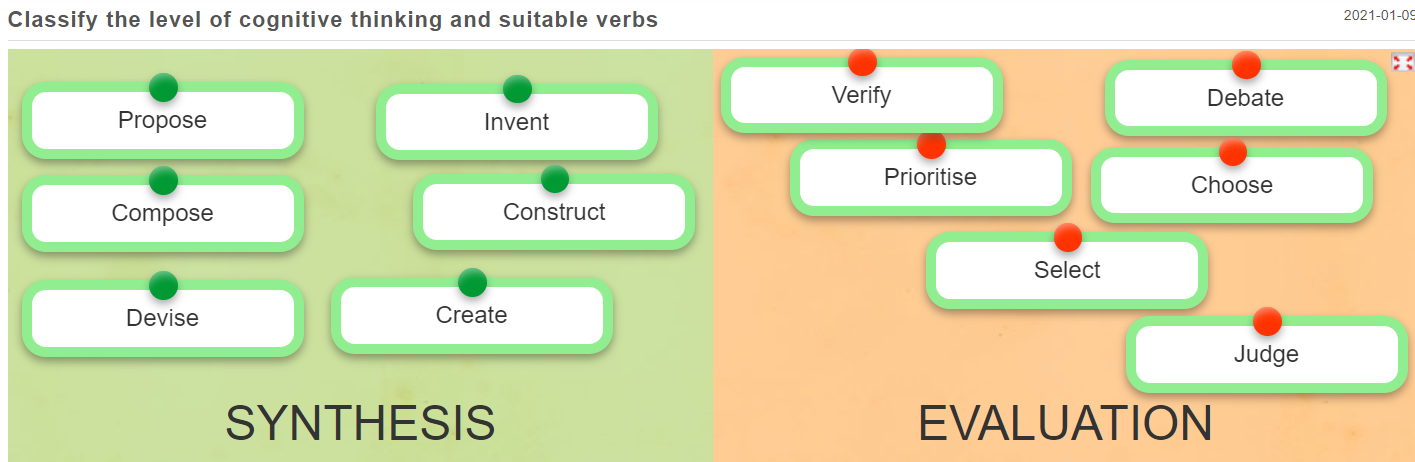 Classify the level of cognitive thinking and suitable verbs
2021-01-09
Propose
Invent
Compose
Construct
Devise
Create
SYNTHESIS
Verify
Debate
Prioritise
Choose
Select
Judge
EVALUATION